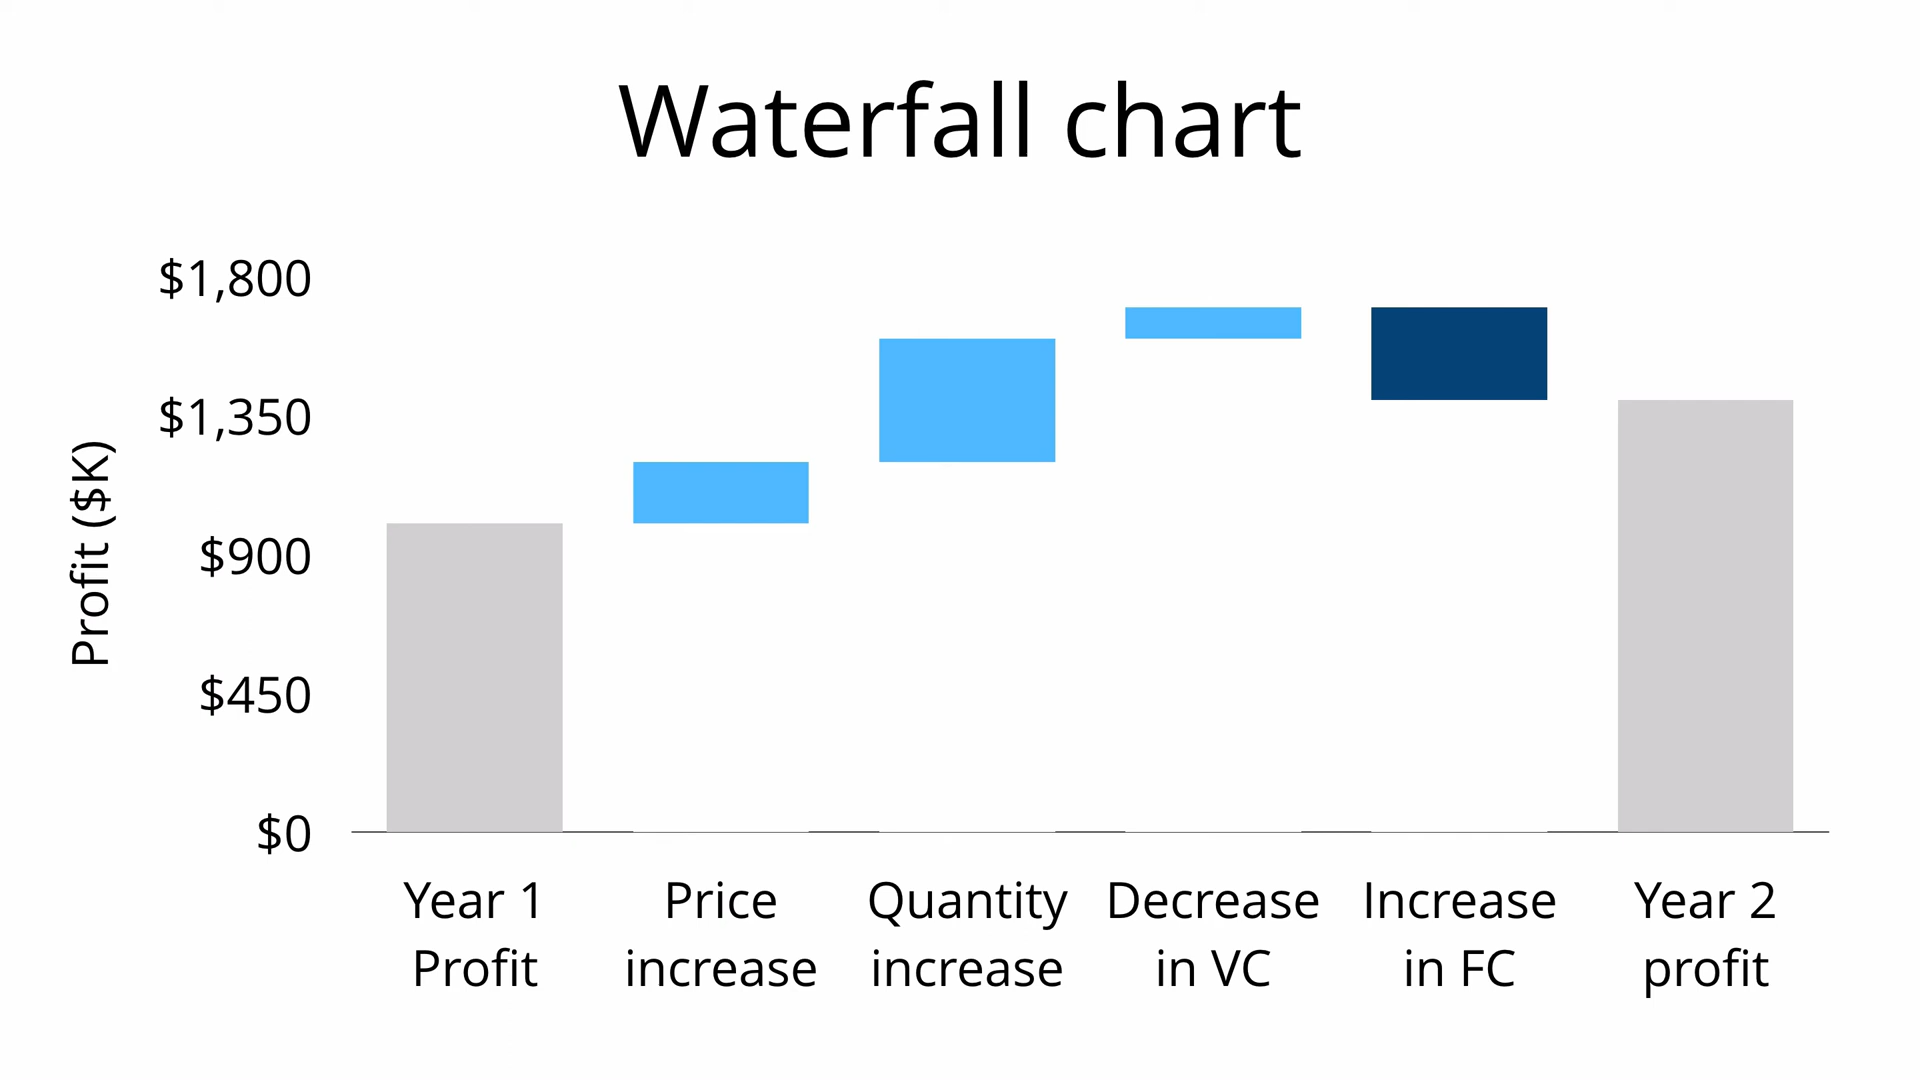 Waterfall chart
$1,800
$1,350
$900
$450
$0
Profit ($K)
Year 1
Profit
Price
increase
Quantity
increase
Decrease
in VC
Increase
in FC
Year 2
profit